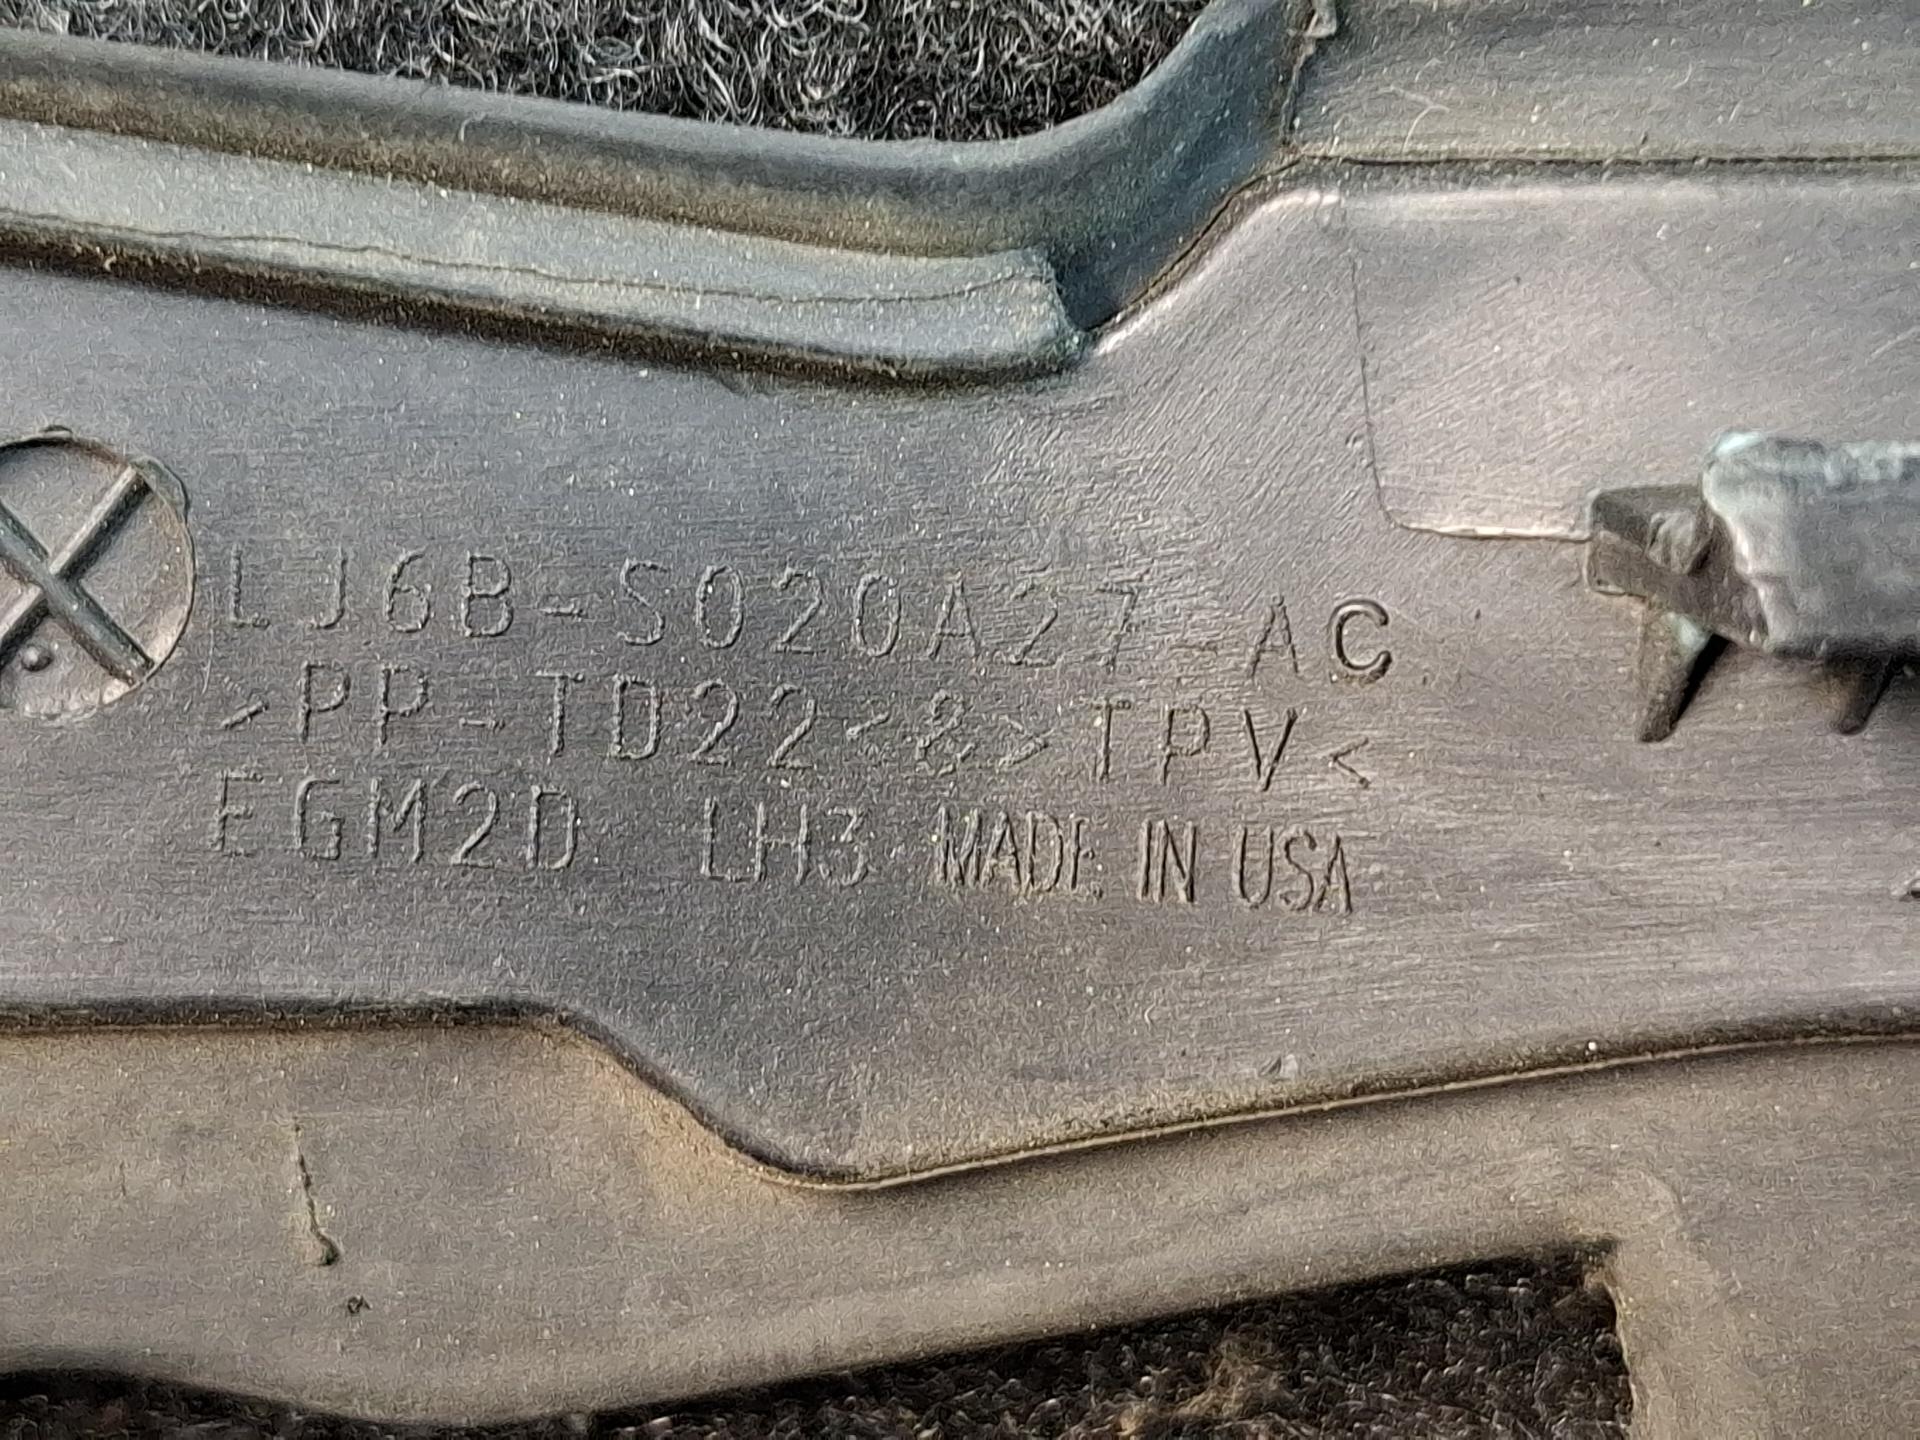 LJ6B-S020A27-AC
>PP-TD22<&>TPV<
EGM2D LH3 MADE IN USA